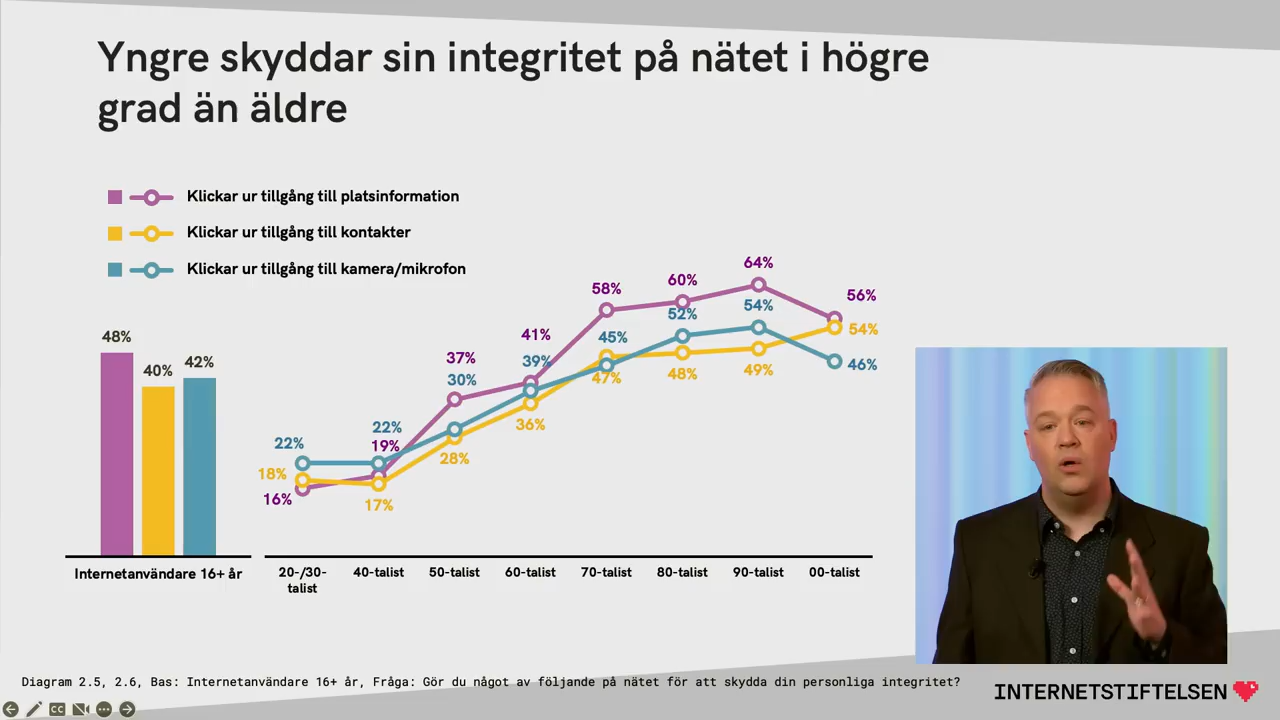 Yngre skyddar sin integritet på nätet i högre
grad än äldre
Klickar ur tillgång till platsinformation
Klickar ur tillgång till kontakter
Klickar ur tillgång till kamera/mikrofon
48%
40%
42%
Internetanvändare 16+ år
22%
18%
16%
22%
19%
17%
37%
30%
28%
41%
39%
36%
58%
45%
47%
60%
52%
48%
64%
54%
49%
56%
54%
46%
20-/30-
talist
40-talist
50-talist
60-talist
70-talist
80-talist
90-talist
00-talist
Diagram 2.5, 2.6, Bas: Internetanvändare 16+ år, Fråga: Gör du något av följande på nätet för att skydda din personliga integritet?
INTERNETSTIFTELSEN
CC